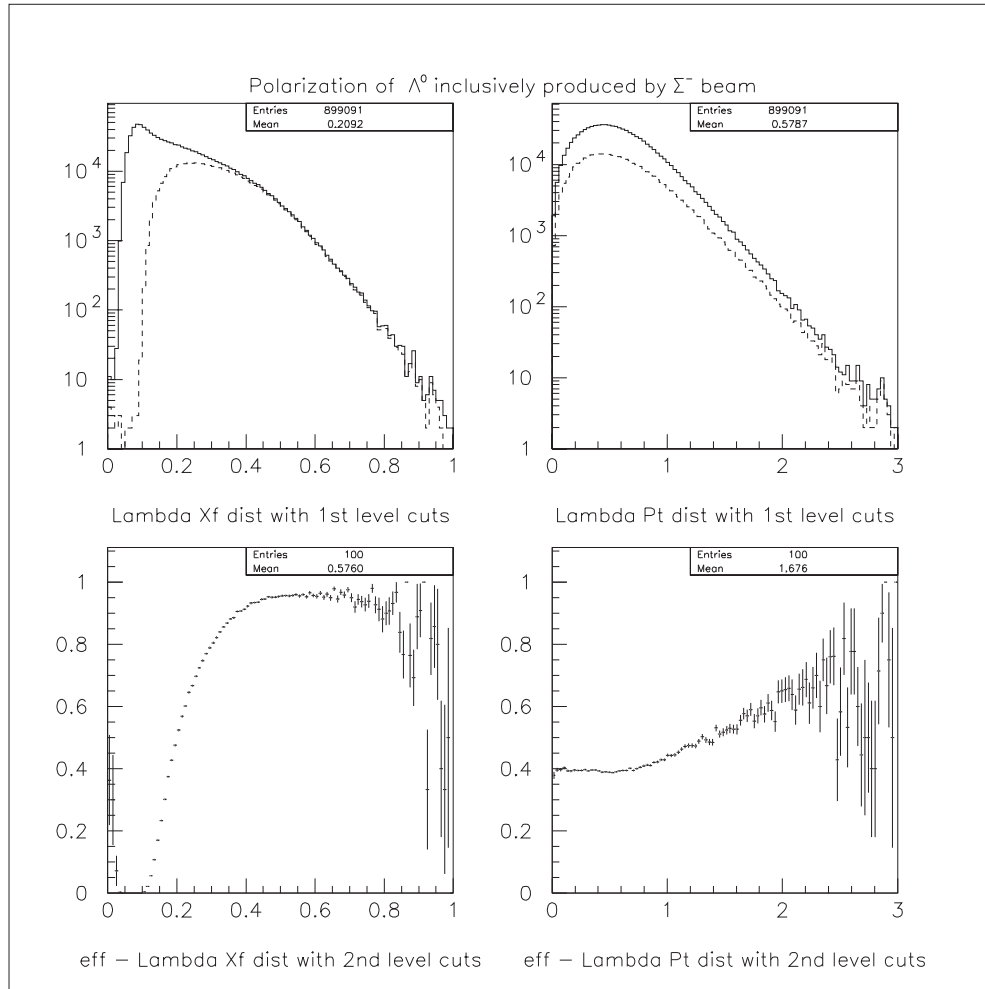 Polarization of Λ⁰ inclusively produced by Σ⁻ beam
Entries 899091
Mean 0.2092
10⁴
10³
10²
10
1
0 0.2 0.4 0.6 0.8 1
Lambda Xf dist with 1st level cuts
Entries 899091
Mean 0.5787
10⁴
10³
10²
10
1
0 1 2 3
Lambda Pt dist with 1st level cuts
Entries 100
Mean 0.5760
1
0.8
0.6
0.4
0.2
0
0 0.2 0.4 0.6 0.8 1
eff – Lambda Xf dist with 2nd level cuts
Entries 100
Mean 1.676
1
0.8
0.6
0.4
0.2
0
0 1 2 3
eff – Lambda Pt dist with 2nd level cuts